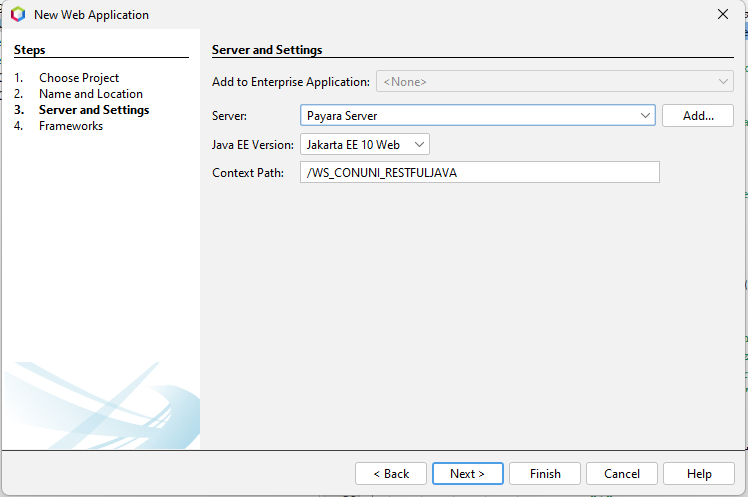 New Web Application
Steps
1. Choose Project
2. Name and Location
3. Server and Settings
4. Frameworks
Server and Settings
Add to Enterprise Application: <None>
Server: Payara Server Add...
Java EE Version: Jakarta EE 10 Web
Context Path: /WS_CONUNI_RESTFULJAVA
< Back Next > Finish Cancel Help